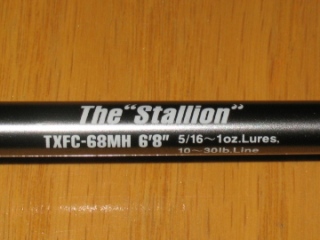 The "Stallion"
TXFC-68MH 6'8" 5/16~1oz.Lures.
10~30lb.Line